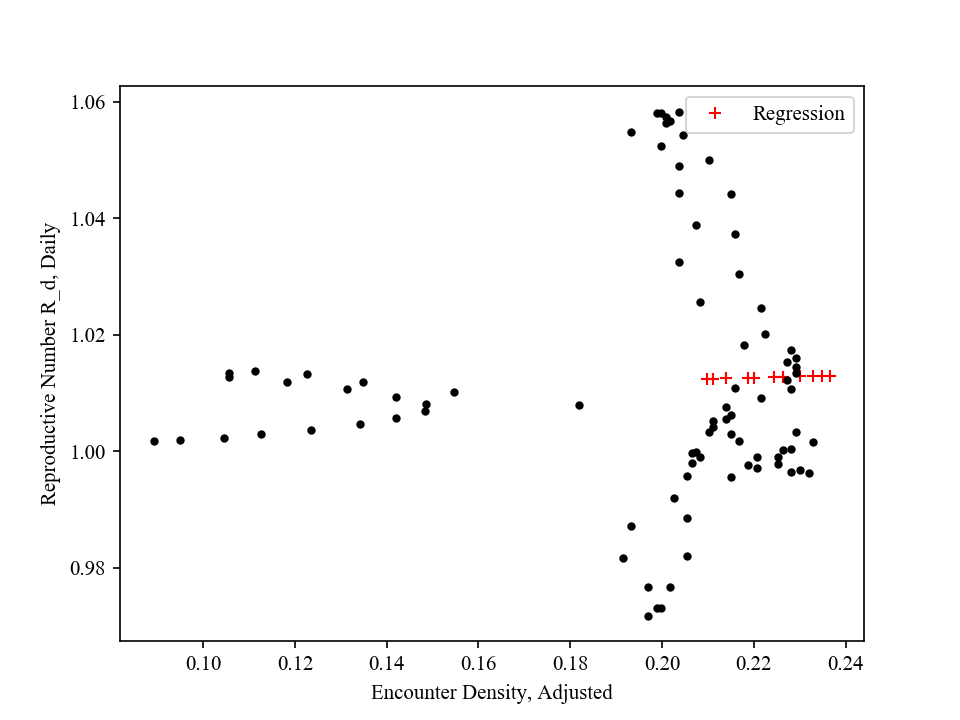 Regression
1.06
1.04
1.02
1.00
0.98
Reproductive Number R_d, Daily
0.10 0.12 0.14 0.16 0.18 0.20 0.22 0.24
Encounter Density, Adjusted